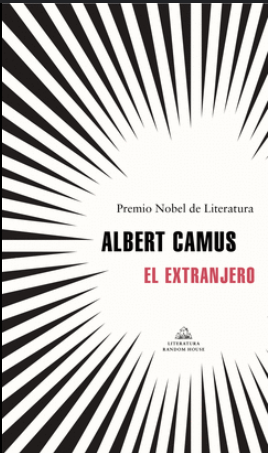 Premio Nobel de Literatura
ALBERT CAMUS
EL EXTRANJERO
LITERATURA
RANDOM HOUSE